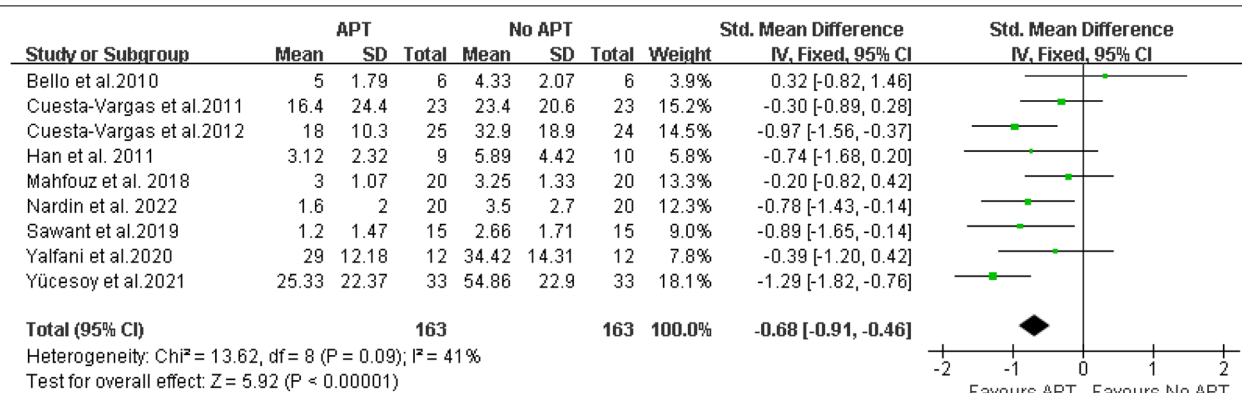 APT No APT Std. Mean Difference Std. Mean Difference
Study or Subgroup Mean SD Total Mean SD Total Weight IV, Fixed, 95% CI IV, Fixed, 95% CI
Bello et al.2010 5 1.79 6 4.33 2.07 6 3.9% 0.32 [-0.82, 1.46]
Cuesta-Vargas et al.2011 16.4 24.4 23 23.4 20.6 23 15.2% -0.30 [-0.89, 0.28]
Cuesta-Vargas et al.2012 18 10.3 25 32.9 18.9 24 14.5% -0.97 [-1.56, -0.37]
Han et al. 2011 3.12 2.32 9 5.89 4.42 10 5.8% -0.74 [-1.68, 0.20]
Mahfouz et al. 2018 3 1.07 20 3.25 1.33 20 13.3% -0.20 [-0.82, 0.42]
Nardin et al. 2022 1.6 2 20 3.5 2.7 20 12.3% -0.78 [-1.43, -0.14]
Sawant et al.2019 1.2 1.47 15 2.66 1.71 15 9.0% -0.89 [-1.65, -0.14]
Yalfani et al.2020 29 12.18 12 34.42 14.31 12 7.8% -0.39 [-1.20, 0.42]
Yücesoy et al.2021 25.33 22.37 33 54.86 22.9 33 18.1% -1.29 [-1.82, -0.76]
Total (95% CI) 163 163 100.0% -0.68 [-0.91, -0.46]
Heterogeneity: Chi² = 13.62, df = 8 (P = 0.09); I² = 41%
Test for overall effect: Z = 5.92 (P < 0.00001)
-2 -1 0 1 2
Favours APT Favours No APT